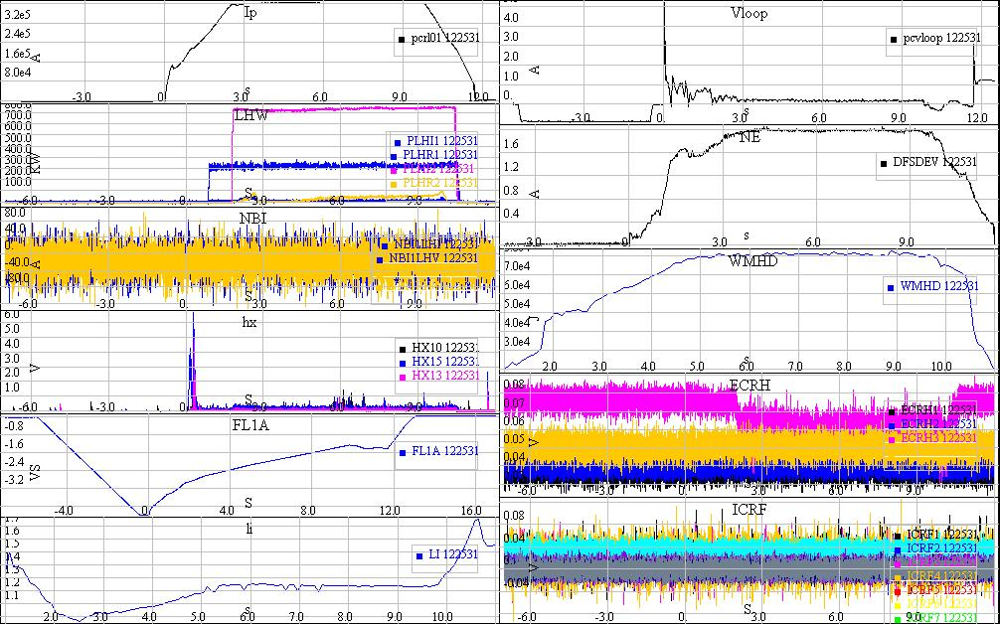 Ip
3.2e5
2.4e5
1.6e5
8.0e4
A
pcrl01 122531
-3.0 0 3.0 6.0 9.0 12.0
S
LHW
700.0
600.0
500.0
400.0
300.0
200.0
100.0
KW
PLHI1 122531
PLHR1 122531
PLHI2 122531
PLHR2 122531
-6.0 -3.0 0. 3.0 6.0 9.0
S
NBI
80.0
40.0
A
NBI1LHI 122531
NBI1LHV 122531
-6.0 -3.0 0. 3.0 6.0 9.0
S
hx
6.0
5.0
4.0
3.0
2.0
1.0
V
HX10 122531
HX15 122531
HX13 122531
-6.0 -3.0 0. 3.0 6.0 9.0
S
FL1A
-0.8
-1.6
-2.4
-3.2
VS
FL1A 122531
-4.0 0. 4.0 8.0 12.0 16.0
S
li
1.7
1.6
1.5
1.4
1.3
1.2
1.1
LI 122531
2.0 3.0 4.0 5.0 6.0 7.0 8.0 9.0 10.0
S
Vloop
4.0
3.0
2.0
1.0
0.
A
pcvloop 122531
-3.0 0. 3.0 6.0 9.0 12.0
S
NE
1.6
1.2
0.8
0.4
A
DFSDEV 122531
-3.0 0. 3.0 6.0 9.0
S
WMHD
7.0e4
6.0e4
5.0e4
4.0e4
3.0e4
J
WMHD 122531
2.0 3.0 4.0 5.0 6.0 7.0 8.0 9.0 10.0
S
ECRH
0.08
0.07
0.06
0.05
0.04
V
ECRH1 122531
ECRH2 122531
ECRH3 122531
-6.0 -3.0 0. 3.0 6.0 9.0
S
ICRF
0.08
0.04
-0.04
V
ICRF1 122531
ICRF2 122531
ICRF4 122531
ICRF5 122531
ICRF7 122531
-6.0 -3.0 0. 3.0 6.0 9.0
S